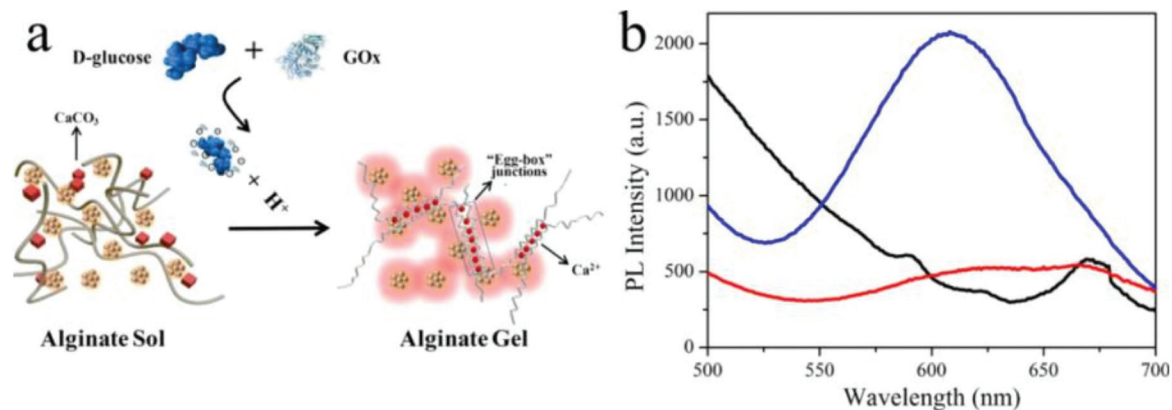 a
D-glucose + GOx
CaCO₃
× H×
"Egg-box"
junctions
Ca²⁺
Alginate Sol
Alginate Gel
b
PL Intensity (a.u.)
2000
1500
1000
500
0
500 550 600 650 700
Wavelength (nm)